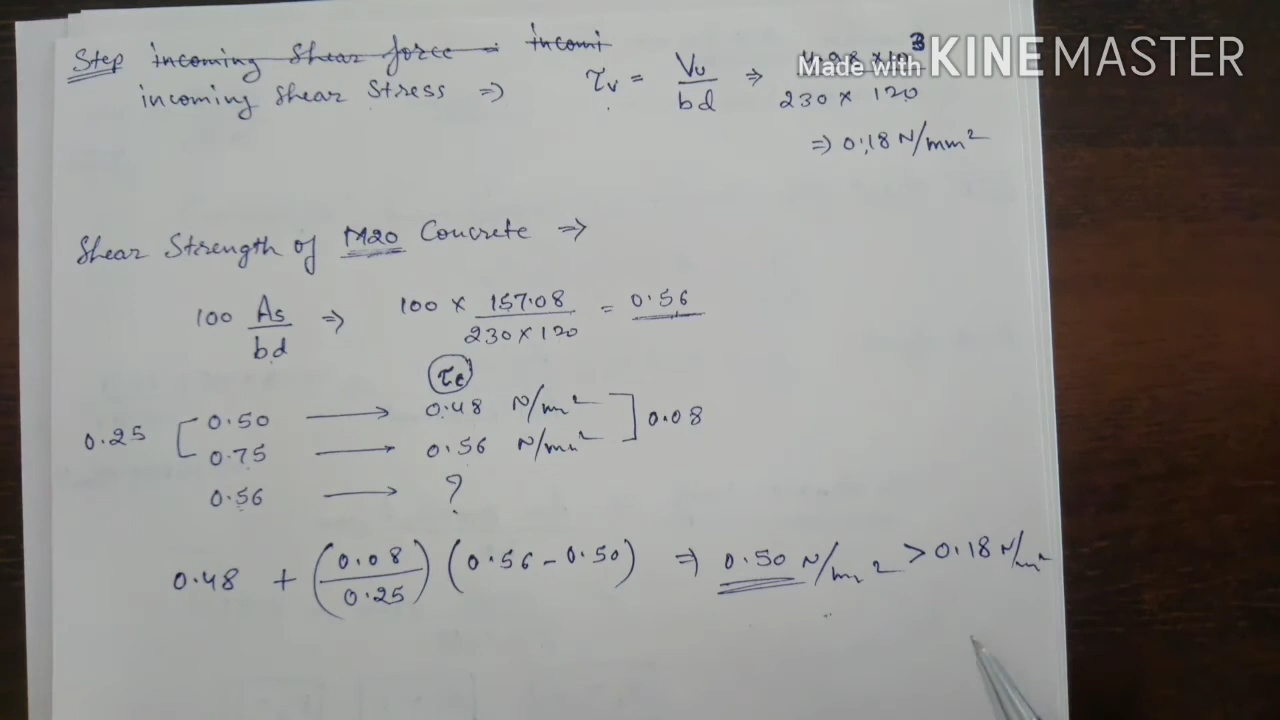 Made with KINEMASTER
Step incoming Shear force = incomi
incoming Shear Stress ⇒ τv = Vu/bd ⇒ ×10³/230 × 120
⇒ 0.18 N/mm²
Shear Strength of M20 Concrete ⇒
100 As/bd ⇒ 100 × 157.08/230×120 = 0.56
τc
0.25 [ 0.50 → 0.48 N/mm² ] 0.08
0.75 → 0.56 N/mm²
0.56 → ?
0.48 + (0.08/0.25) (0.56 - 0.50) ⇒ 0.50 N/mm² > 0.18 N/mm²